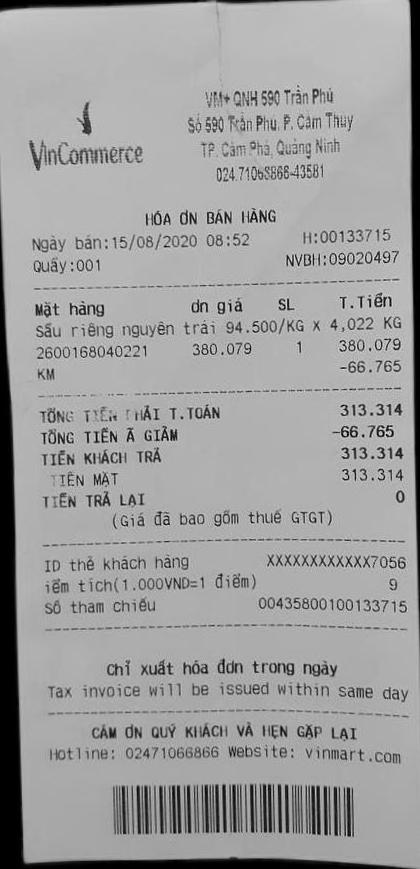 VinCommerce
VM+ QNH 590 Trần Phú
Số 590 Trần Phú, P. Cẩm Thủy
TP. Cẩm Phả, Quảng Ninh
024.71068866-43581
HÓA ƠN BÁN HÀNG
Ngày bán:15/08/2020 08:52 H:00133715
Quầy:001 NVBH:09020497
Mặt hàng ơn giá SL T.Tiền
Sầu riêng nguyên trái 94.500/KG X 4,022 KG
2600168040221 380.079 1 380.079
KM -66.765
TỔNG TIỀN PHẢI T.TOÁN 313.314
TỔNG TIỀN Ã GIẢM -66.765
TIỀN KHÁCH TRẢ 313.314
TIỀN MẶT 313.314
TIỀN TRẢ LẠI 0
(Giá đã bao gồm thuế GTGT)
ID thẻ khách hàng XXXXXXXXXXXX7056
iểm tích(1.000VND=1 điểm) 9
Số tham chiếu 00435800100133715
Chỉ xuất hóa đơn trong ngày
Tax invoice will be issued within same day
CẢM ƠN QUÝ KHÁCH VÀ HẸN GẶP LẠI
Hotline: 02471066866 Website: vinmart.com